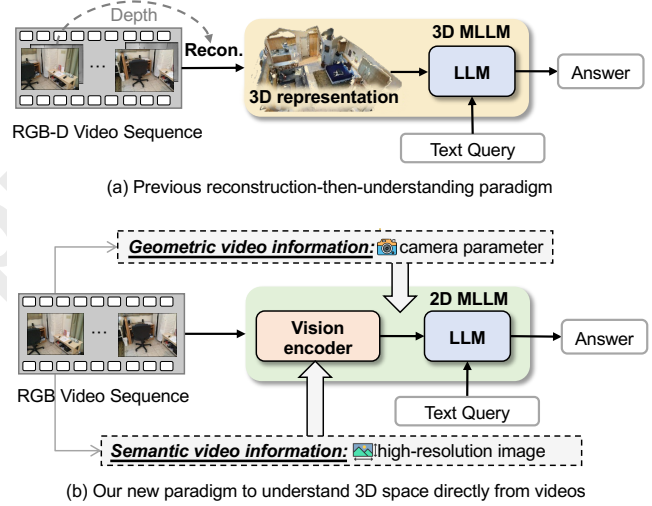 Depth
Recon.
3D MLLM
LLM
Answer
3D representation
RGB-D Video Sequence
Text Query
(a) Previous reconstruction-then-understanding paradigm
Geometric video information: camera parameter
2D MLLM
Vision
encoder
LLM
Answer
RGB Video Sequence
Text Query
Semantic video information: high-resolution image
(b) Our new paradigm to understand 3D space directly from videos